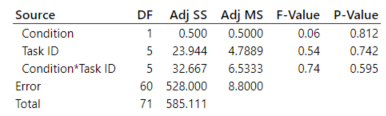 Source DF Adj SS Adj MS F-Value P-Value
Condition 1 0.500 0.5000 0.06 0.812
Task ID 5 23.944 4.7889 0.54 0.742
Condition*Task ID 5 32.667 6.5333 0.74 0.595
Error 60 528.000 8.8000
Total 71 585.111